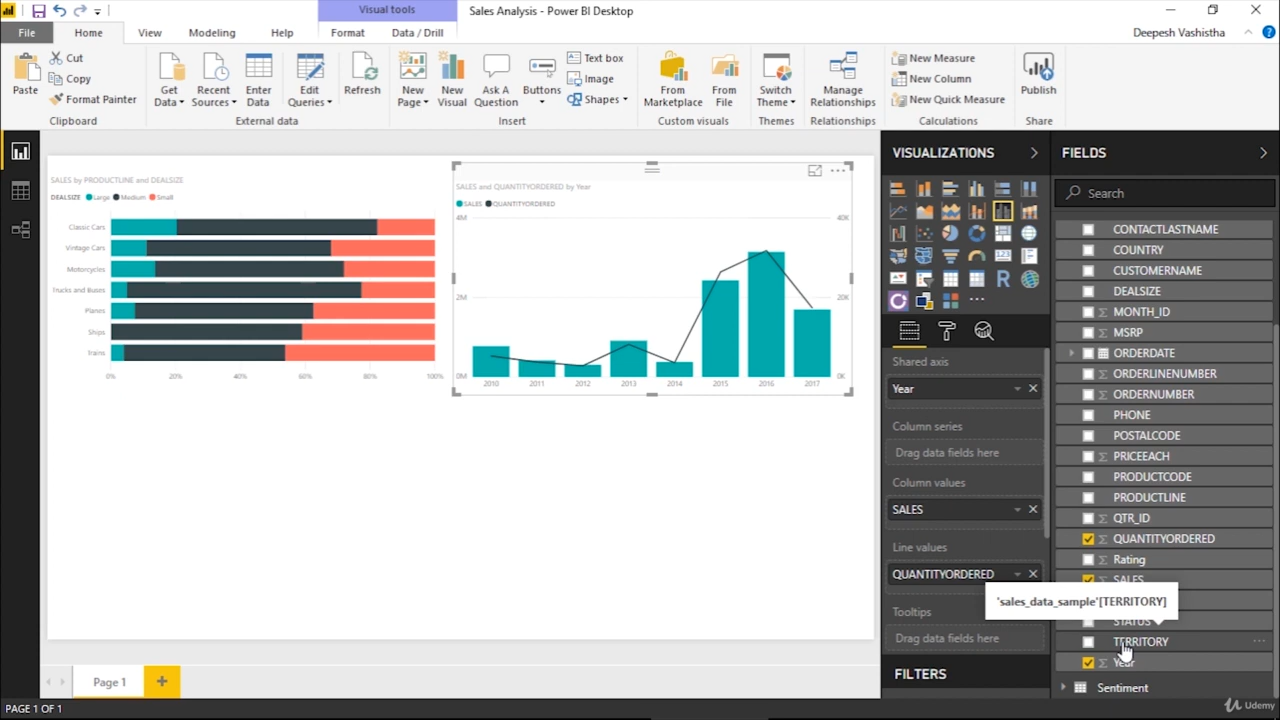 Visual tools
Sales Analysis - Power BI Desktop
File
Home
View
Modeling
Help
Format
Data / Drill
Deepesh Vashistha
Paste
Cut
Copy
Format Painter
Clipboard
Get Data
Recent Sources
Enter Data
Edit Queries
Refresh
External data
New Page
New Visual
Ask A Question
Buttons
Text box
Image
Shapes
Insert
From Marketplace
From File
Custom visuals
Switch Theme
Themes
Manage Relationships
Relationships
New Measure
New Column
New Quick Measure
Calculations
Publish
Share
SALES by PRODUCTLINE and DEALSIZE
DEALSIZE Large Medium Small
Classic Cars
Vintage Cars
Motorcycles
Trucks and Buses
Planes
Ships
Trains
0% 20% 40% 60% 80% 100%
SALES and QUANTITYORDERED by Year
SALES QUANTITYORDERED
4M
2M
0M
40K
20K
0K
2010 2011 2012 2013 2014 2015 2016 2017
VISUALIZATIONS
123
R
Shared axis
Year
Column series
Drag data fields here
Column values
SALES
Line values
QUANTITYORDERED
Tooltips
Drag data fields here
FILTERS
FIELDS
Search
CONTACTLASTNAME
COUNTRY
CUSTOMERNAME
DEALSIZE
MONTH_ID
MSRP
ORDERDATE
ORDERLINENUMBER
ORDERNUMBER
PHONE
POSTALCODE
PRICEEACH
PRODUCTCODE
PRODUCTLINE
QTR_ID
QUANTITYORDERED
Rating
SALES
'sales_data_sample'[TERRITORY]
STATUS
TERRITORY
Year
Sentiment
Page 1
PAGE 1 OF 1
Udemy